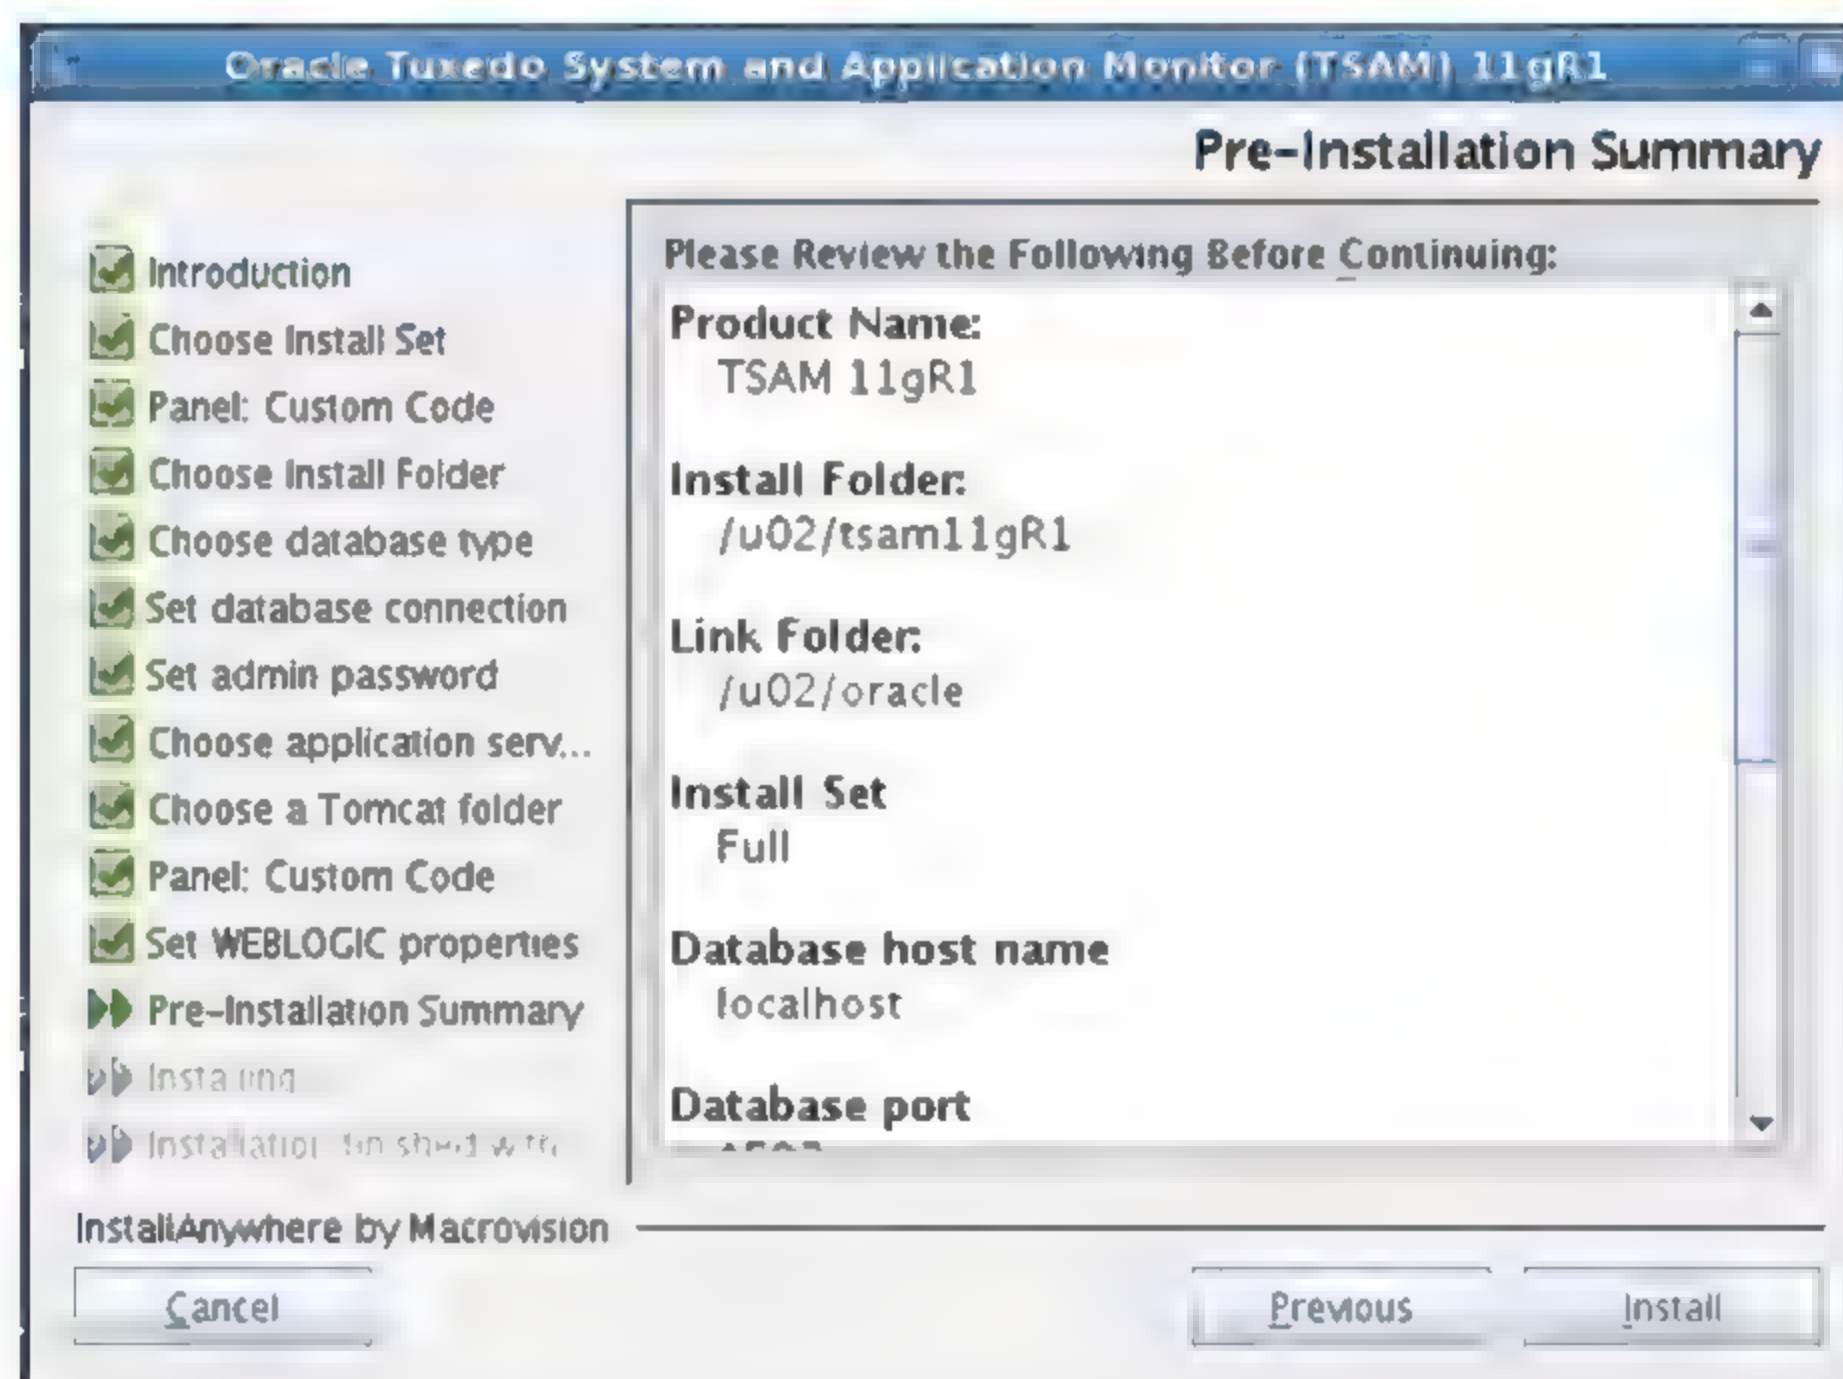 Oracle Tuxedo System and Application Monitor (TSAM) 11gR1
Pre-Installation Summary
Introduction
Choose Install Set
Panel: Custom Code
Choose Install Folder
Choose database type
Set database connection
Set admin password
Choose application serv...
Choose a Tomcat folder
Panel: Custom Code
Set WEBLOGIC properties
Pre-Installation Summary
Installing
Installation finished with
Please Review the Following Before Continuing:
Product Name:
TSAM 11gR1
Install Folder:
/u02/tsam11gR1
Link Folder:
/u02/oracle
Install Set
Full
Database host name
localhost
Database port
InstallAnywhere by Macrovision
Cancel
Previous
Install